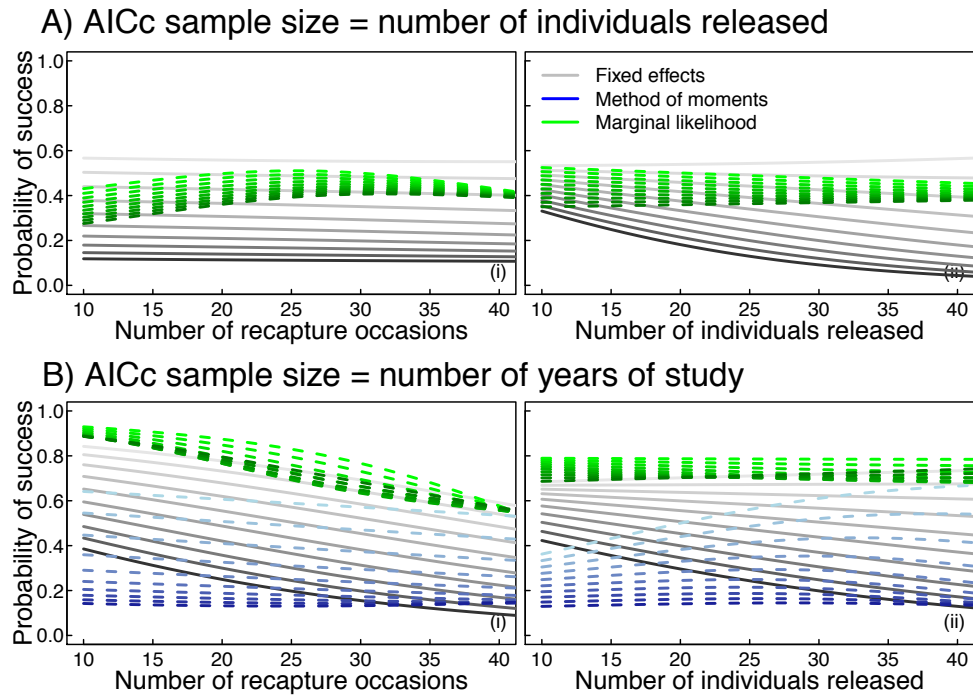 A) AICc sample size = number of individuals released
Probability of success
1.0
0.8
0.6
0.4
0.2
0.0
10 15 20 25 30 35 40
Number of recapture occasions
(i)
Fixed effects
Method of moments
Marginal likelihood
10 15 20 25 30 35 40
Number of individuals released
(ii)
B) AICc sample size = number of years of study
Probability of success
1.0
0.8
0.6
0.4
0.2
0.0
10 15 20 25 30 35 40
Number of recapture occasions
(i)
10 15 20 25 30 35 40
Number of individuals released
(ii)